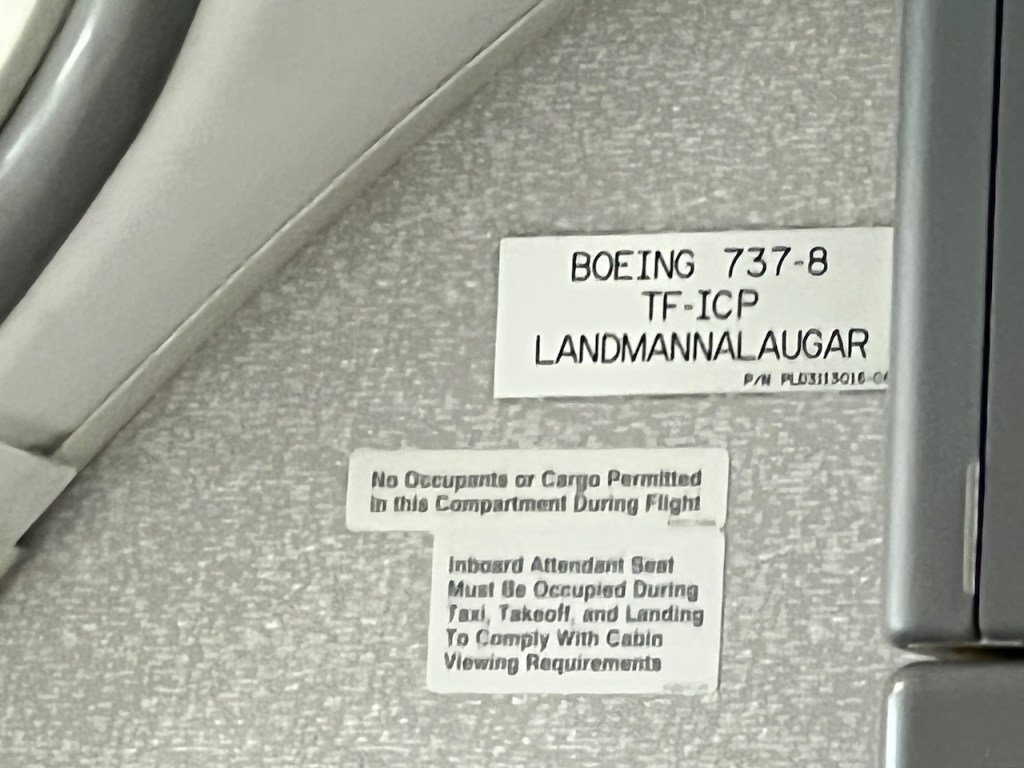 BOEING 737-8
TF-ICP
LANDMANNALAUGAR
P/N
No Occupants or Cargo Permitted
in this Compartment During Flight
Inboard Attendant Seat
Must Be Occupied During
Taxi, Takeoff, and Landing
To Comply With Cabin
Viewing Requirements